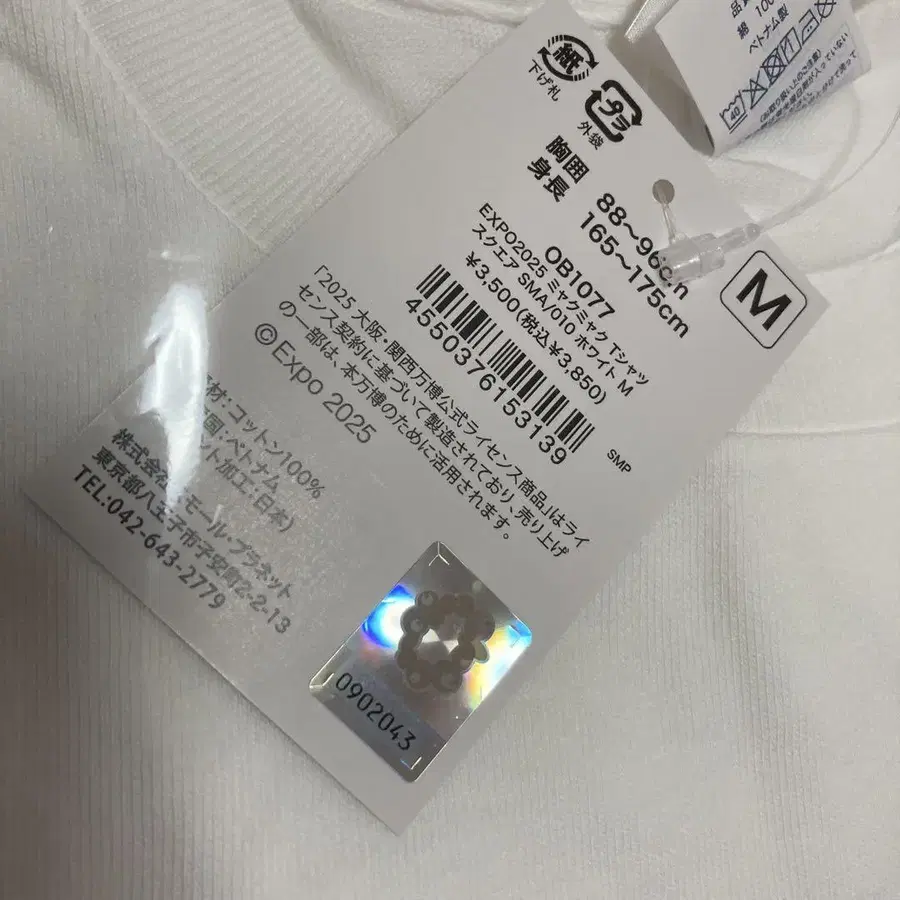 紙
下げ札
プラ
外袋
胸囲 88~96cm
身長 165~175cm
M
OB1077
EXPO2025 ミャクミャク Tシャツ
スクエア SMA/010 ホワイト M
¥3,500(税込¥3,850)
4550376153139
SMP
「2025 大阪・関西万博公式ライセンス商品」はライ
センス契約に基づいて製造されており、売り上げ
の一部は、本万博のために活用されます。
©Expo 2025
材:コットン100%
国:ベトナム
ント加工:日本)
株式会社 モール・プラネット
東京都八王子市子安町2-2-13
TEL:042-643-2779
0902043
綿 100
ベトナム製
40